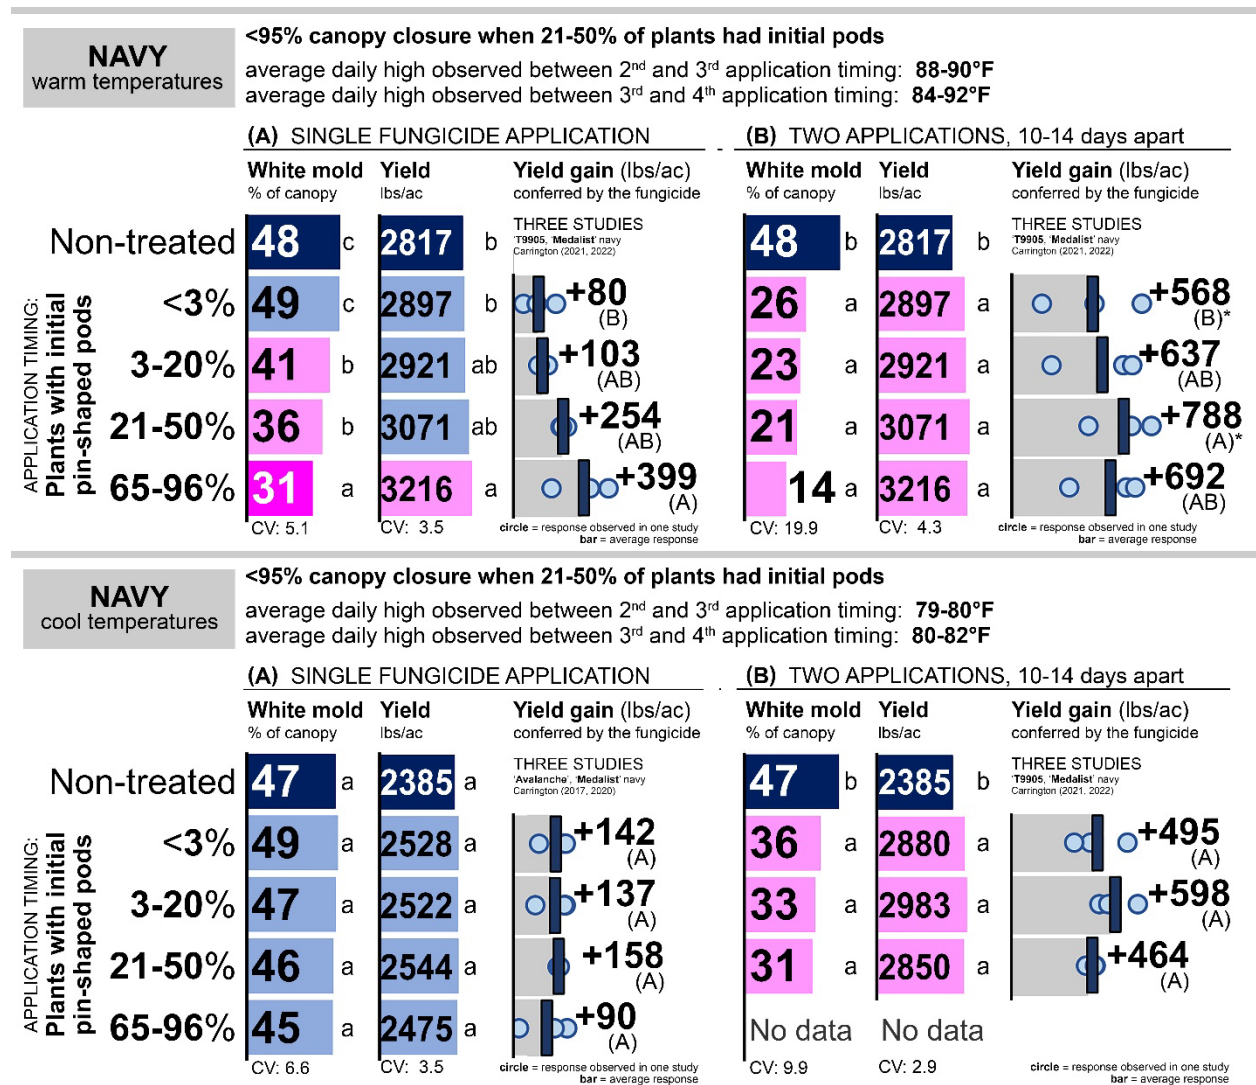 NAVY
warm temperatures
<95% canopy closure when 21-50% of plants had initial pods
average daily high observed between 2nd and 3rd application timing: 88-90°F
average daily high observed between 3rd and 4th application timing: 84-92°F
(A) SINGLE FUNGICIDE APPLICATION
White mold Yield Yield gain (lbs/ac)
% of canopy lbs/ac conferred by the fungicide
THREE STUDIES
'T9905, 'Medalist' navy
Carrington (2021, 2022)
APPLICATION TIMING:
Plants with initial
pin-shaped pods
Non-treated 48 c 2817 b
<3% 49 c 2897 b +80 (B)
3-20% 41 b 2921 ab +103 (AB)
21-50% 36 b 3071 ab +254 (AB)
65-96% 31 a 3216 a +399 (A)
CV: 5.1 CV: 3.5
circle = response observed in one study
bar = average response
(B) TWO APPLICATIONS, 10-14 days apart
White mold Yield Yield gain (lbs/ac)
% of canopy lbs/ac conferred by the fungicide
THREE STUDIES
'T9905, 'Medalist' navy
Carrington (2021, 2022)
48 b 2817 b
26 a 2897 a +568 (B)*
23 a 2921 a +637 (AB)
21 a 3071 a +788 (A)*
14 a 3216 a +692 (AB)
CV: 19.9 CV: 4.3
circle = response observed in one study
bar = average response
NAVY
cool temperatures
<95% canopy closure when 21-50% of plants had initial pods
average daily high observed between 2nd and 3rd application timing: 79-80°F
average daily high observed between 3rd and 4th application timing: 80-82°F
(A) SINGLE FUNGICIDE APPLICATION
White mold Yield Yield gain (lbs/ac)
% of canopy lbs/ac conferred by the fungicide
THREE STUDIES
'Avalanche', 'Medalist' navy
Carrington (2017, 2020)
APPLICATION TIMING:
Plants with initial
pin-shaped pods
Non-treated 47 a 2385 a
<3% 49 a 2528 a +142 (A)
3-20% 47 a 2522 a +137 (A)
21-50% 46 a 2544 a +158 (A)
65-96% 45 a 2475 a +90 (A)
CV: 6.6 CV: 3.5
circle = response observed in one study
bar = average response
(B) TWO APPLICATIONS, 10-14 days apart
White mold Yield Yield gain (lbs/ac)
% of canopy lbs/ac conferred by the fungicide
THREE STUDIES
'T9905, 'Medalist' navy
Carrington (2021. 2022)
47 b 2385 b
36 a 2880 a +495 (A)
33 a 2983 a +598 (A)
31 a 2850 a +464 (A)
No data No data
CV: 9.9 CV: 2.9
circle = response observed in one study
bar = average response